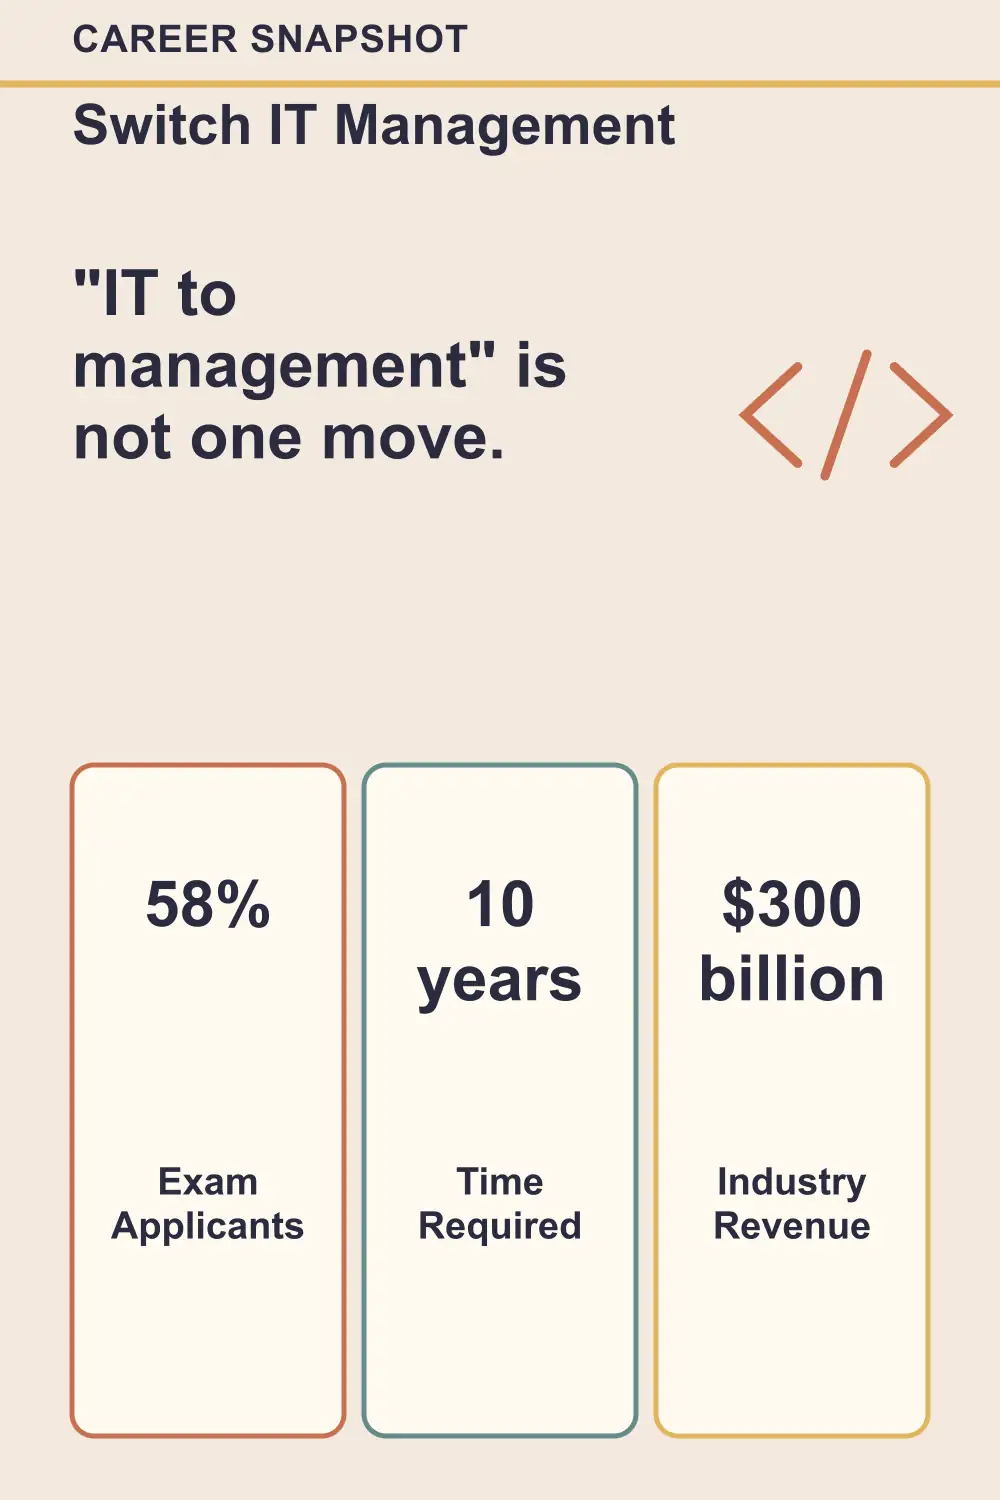 CAREER SNAPSHOT
Switch IT Management
"IT to
management" is
not one move.
58%
Exam
Applicants
10
years
Time
Required
$300
billion
Industry
Revenue